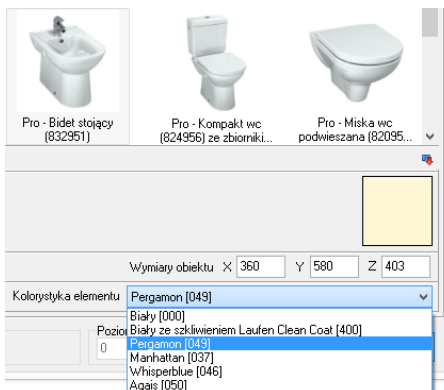 Pro - Bidet stojący
(832951)
Pro - Kompakt wc
(824956) ze zbiorniki...
Pro - Miska wc
podwieszana (82095...
Wymiary obiektu X 360 Y 580 Z 403
Kolorystyka elementu Pergamon [049]
Biały [000]
Biały ze szkliwieniem Laufen Clean Coat [400]
Pergamon [049]
Manhattan [037]
Whisperblue [046]
Agais [050]
0